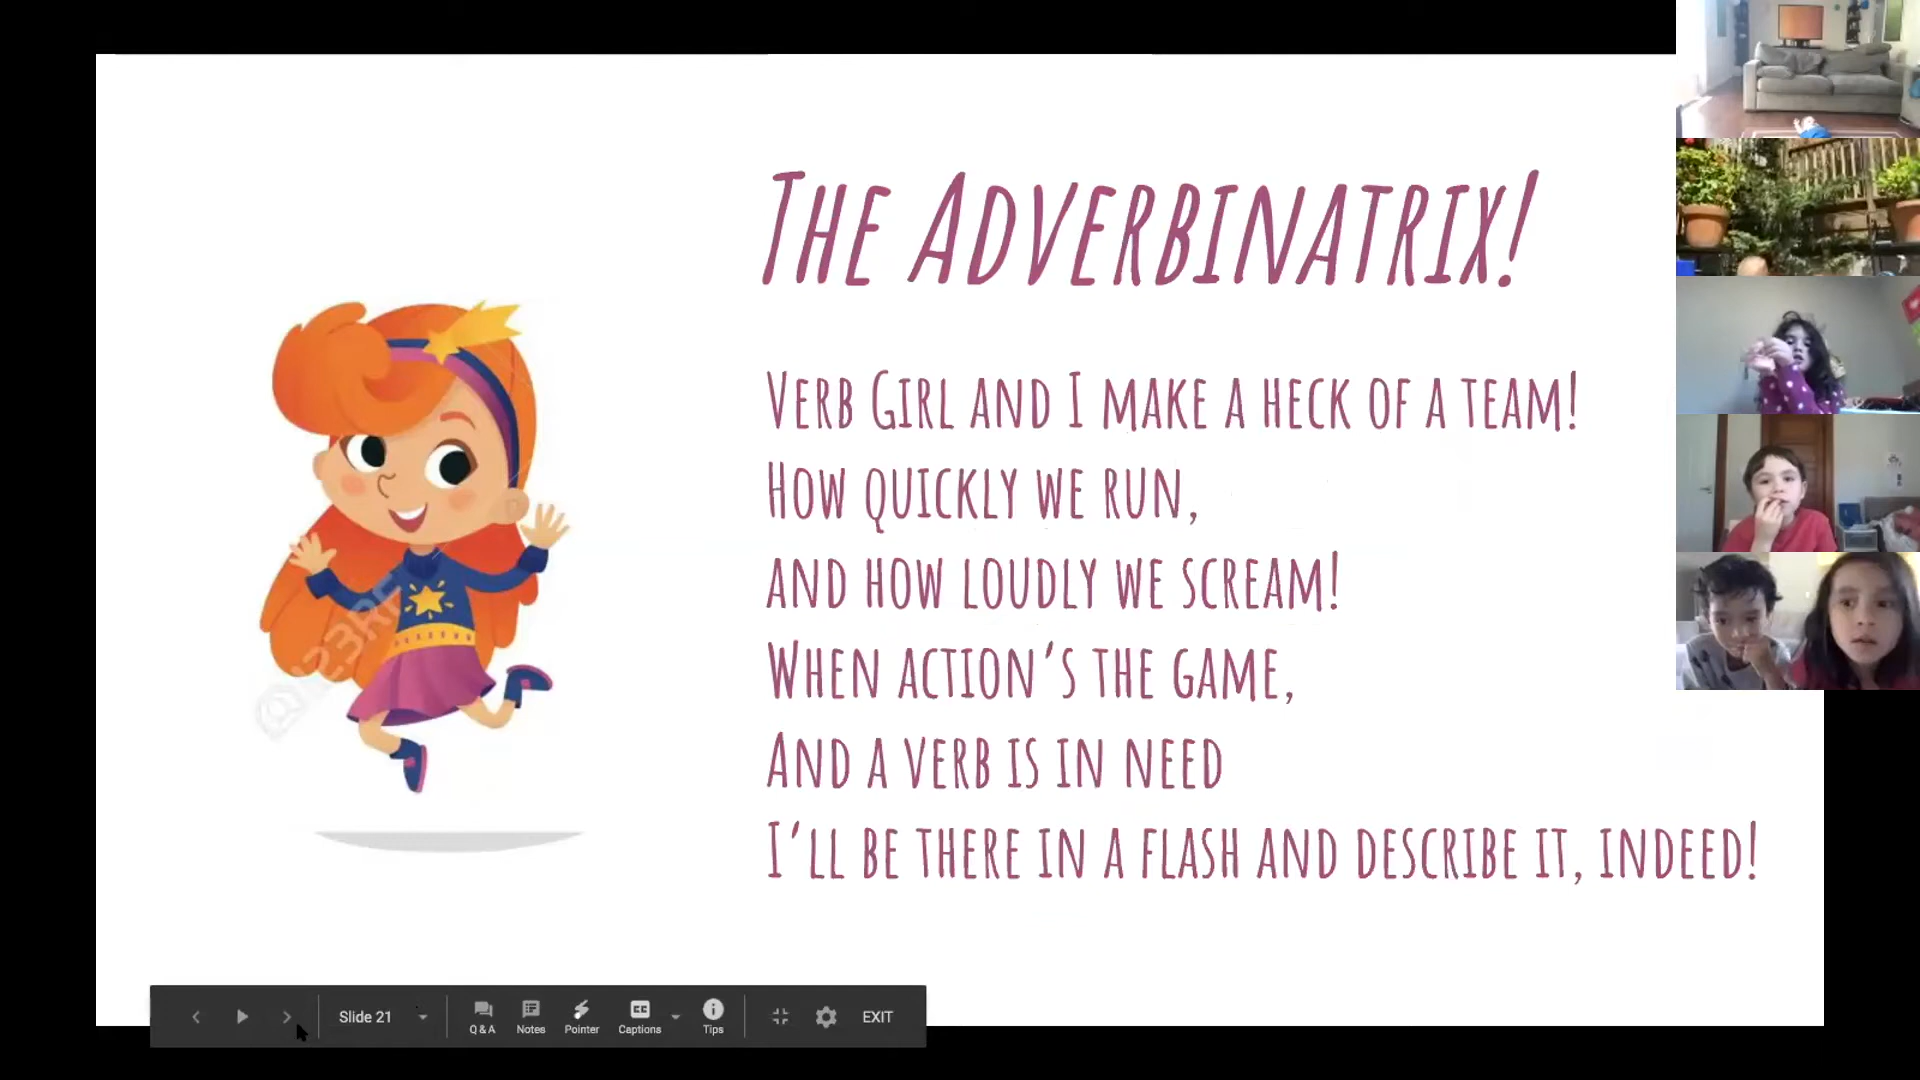 THE ADVERBINATRIX!
VERB GIRL AND I MAKE A HECK OF A TEAM!
HOW QUICKLY WE RUN,
AND HOW LOUDLY WE SCREAM!
WHEN ACTION'S THE GAME,
AND A VERB IS IN NEED
I'LL BE THERE IN A FLASH AND DESCRIBE IT, INDEED!
@123RF
Slide 21
Q & A
Notes
Pointer
CC
Captions
Tips
EXIT